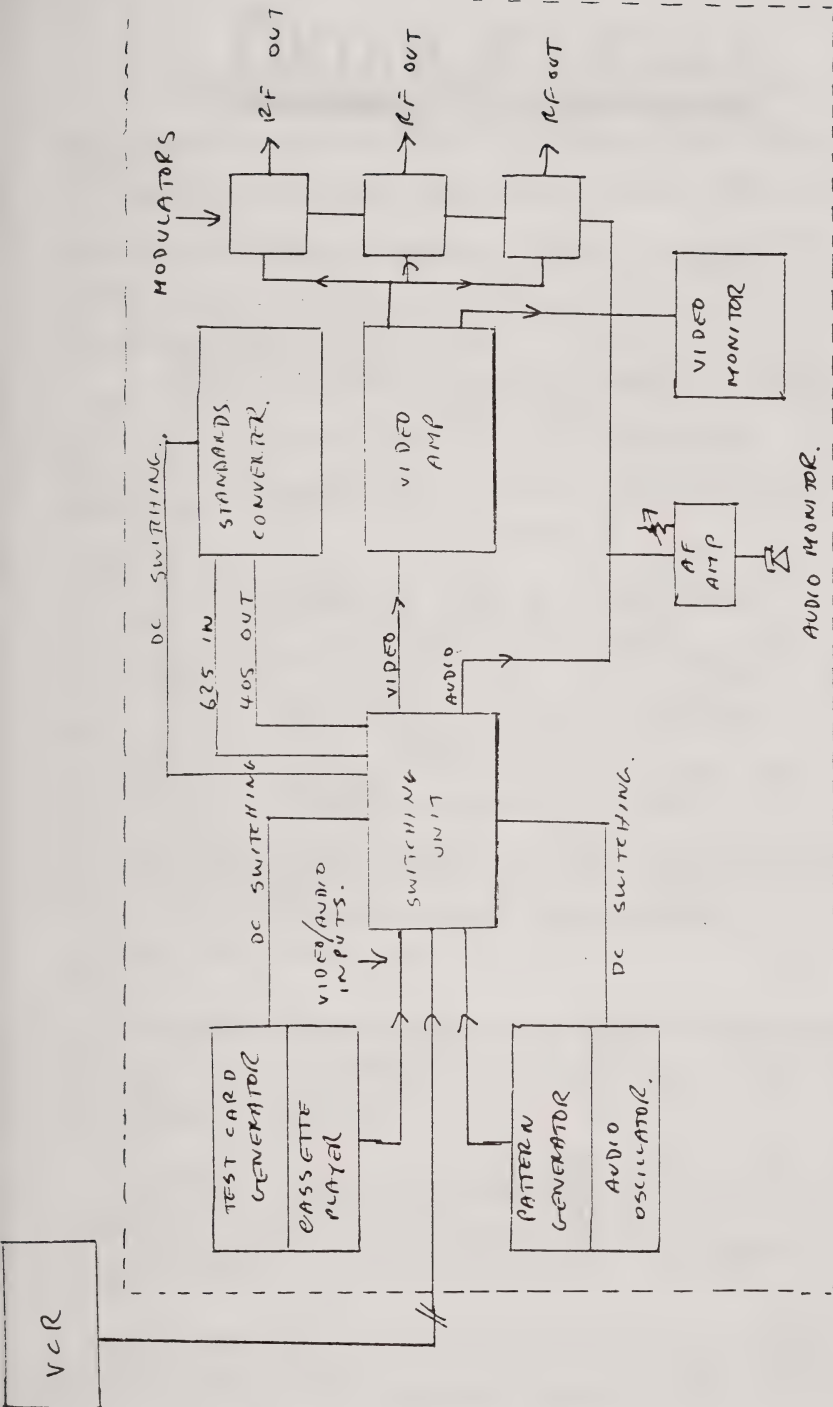 VCR
TEST CARD
GENERATOR
CASSETTE
PLAYER
PATTERN
GENERATOR
AUDIO
OSCILLATOR.
DC SWITCHING
VIDEO/AUDIO
INPUTS.
DC SWITCHING.
SWITCHING
UNIT
DC SWITCHING.
625 IN
405 OUT
VIDEO
AUDIO
STANDARDS
CONVERTER.
VIDEO
AMP
AF
AMP
AUDIO MONITOR.
VIDEO
MONITOR
MODULATORS
RF OUT
RF OUT
RF OUT